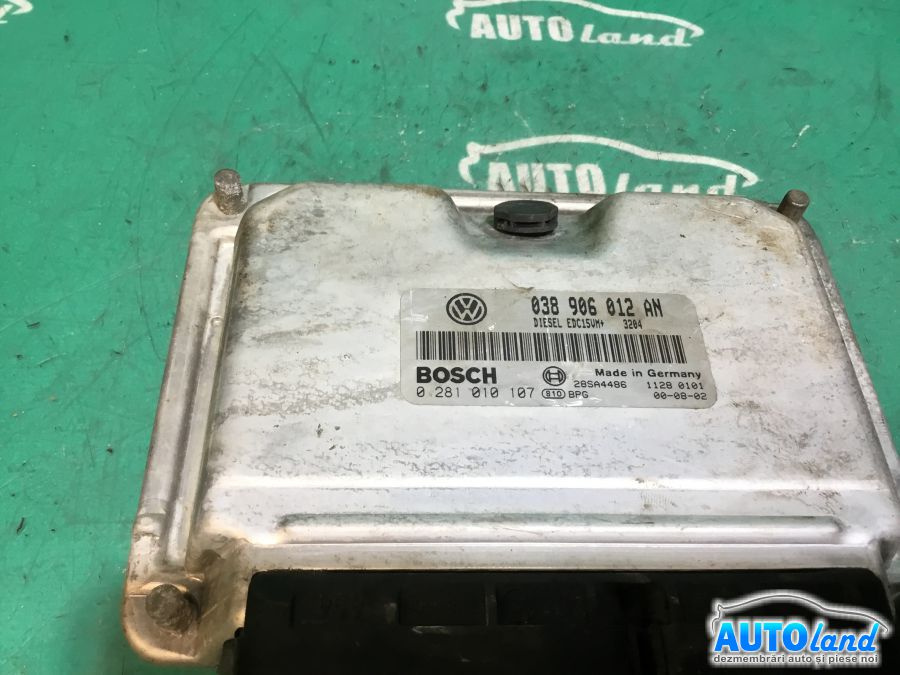 AUTOland
AUTOland
038 906 012 AN
DIESEL EDC15VM+ 3204
BOSCH
Made in Germany
28SA4486 1128 0101
0 281 010 107 810 BPG 00-08-02
AUTOland
dezmembrări auto și piese noi